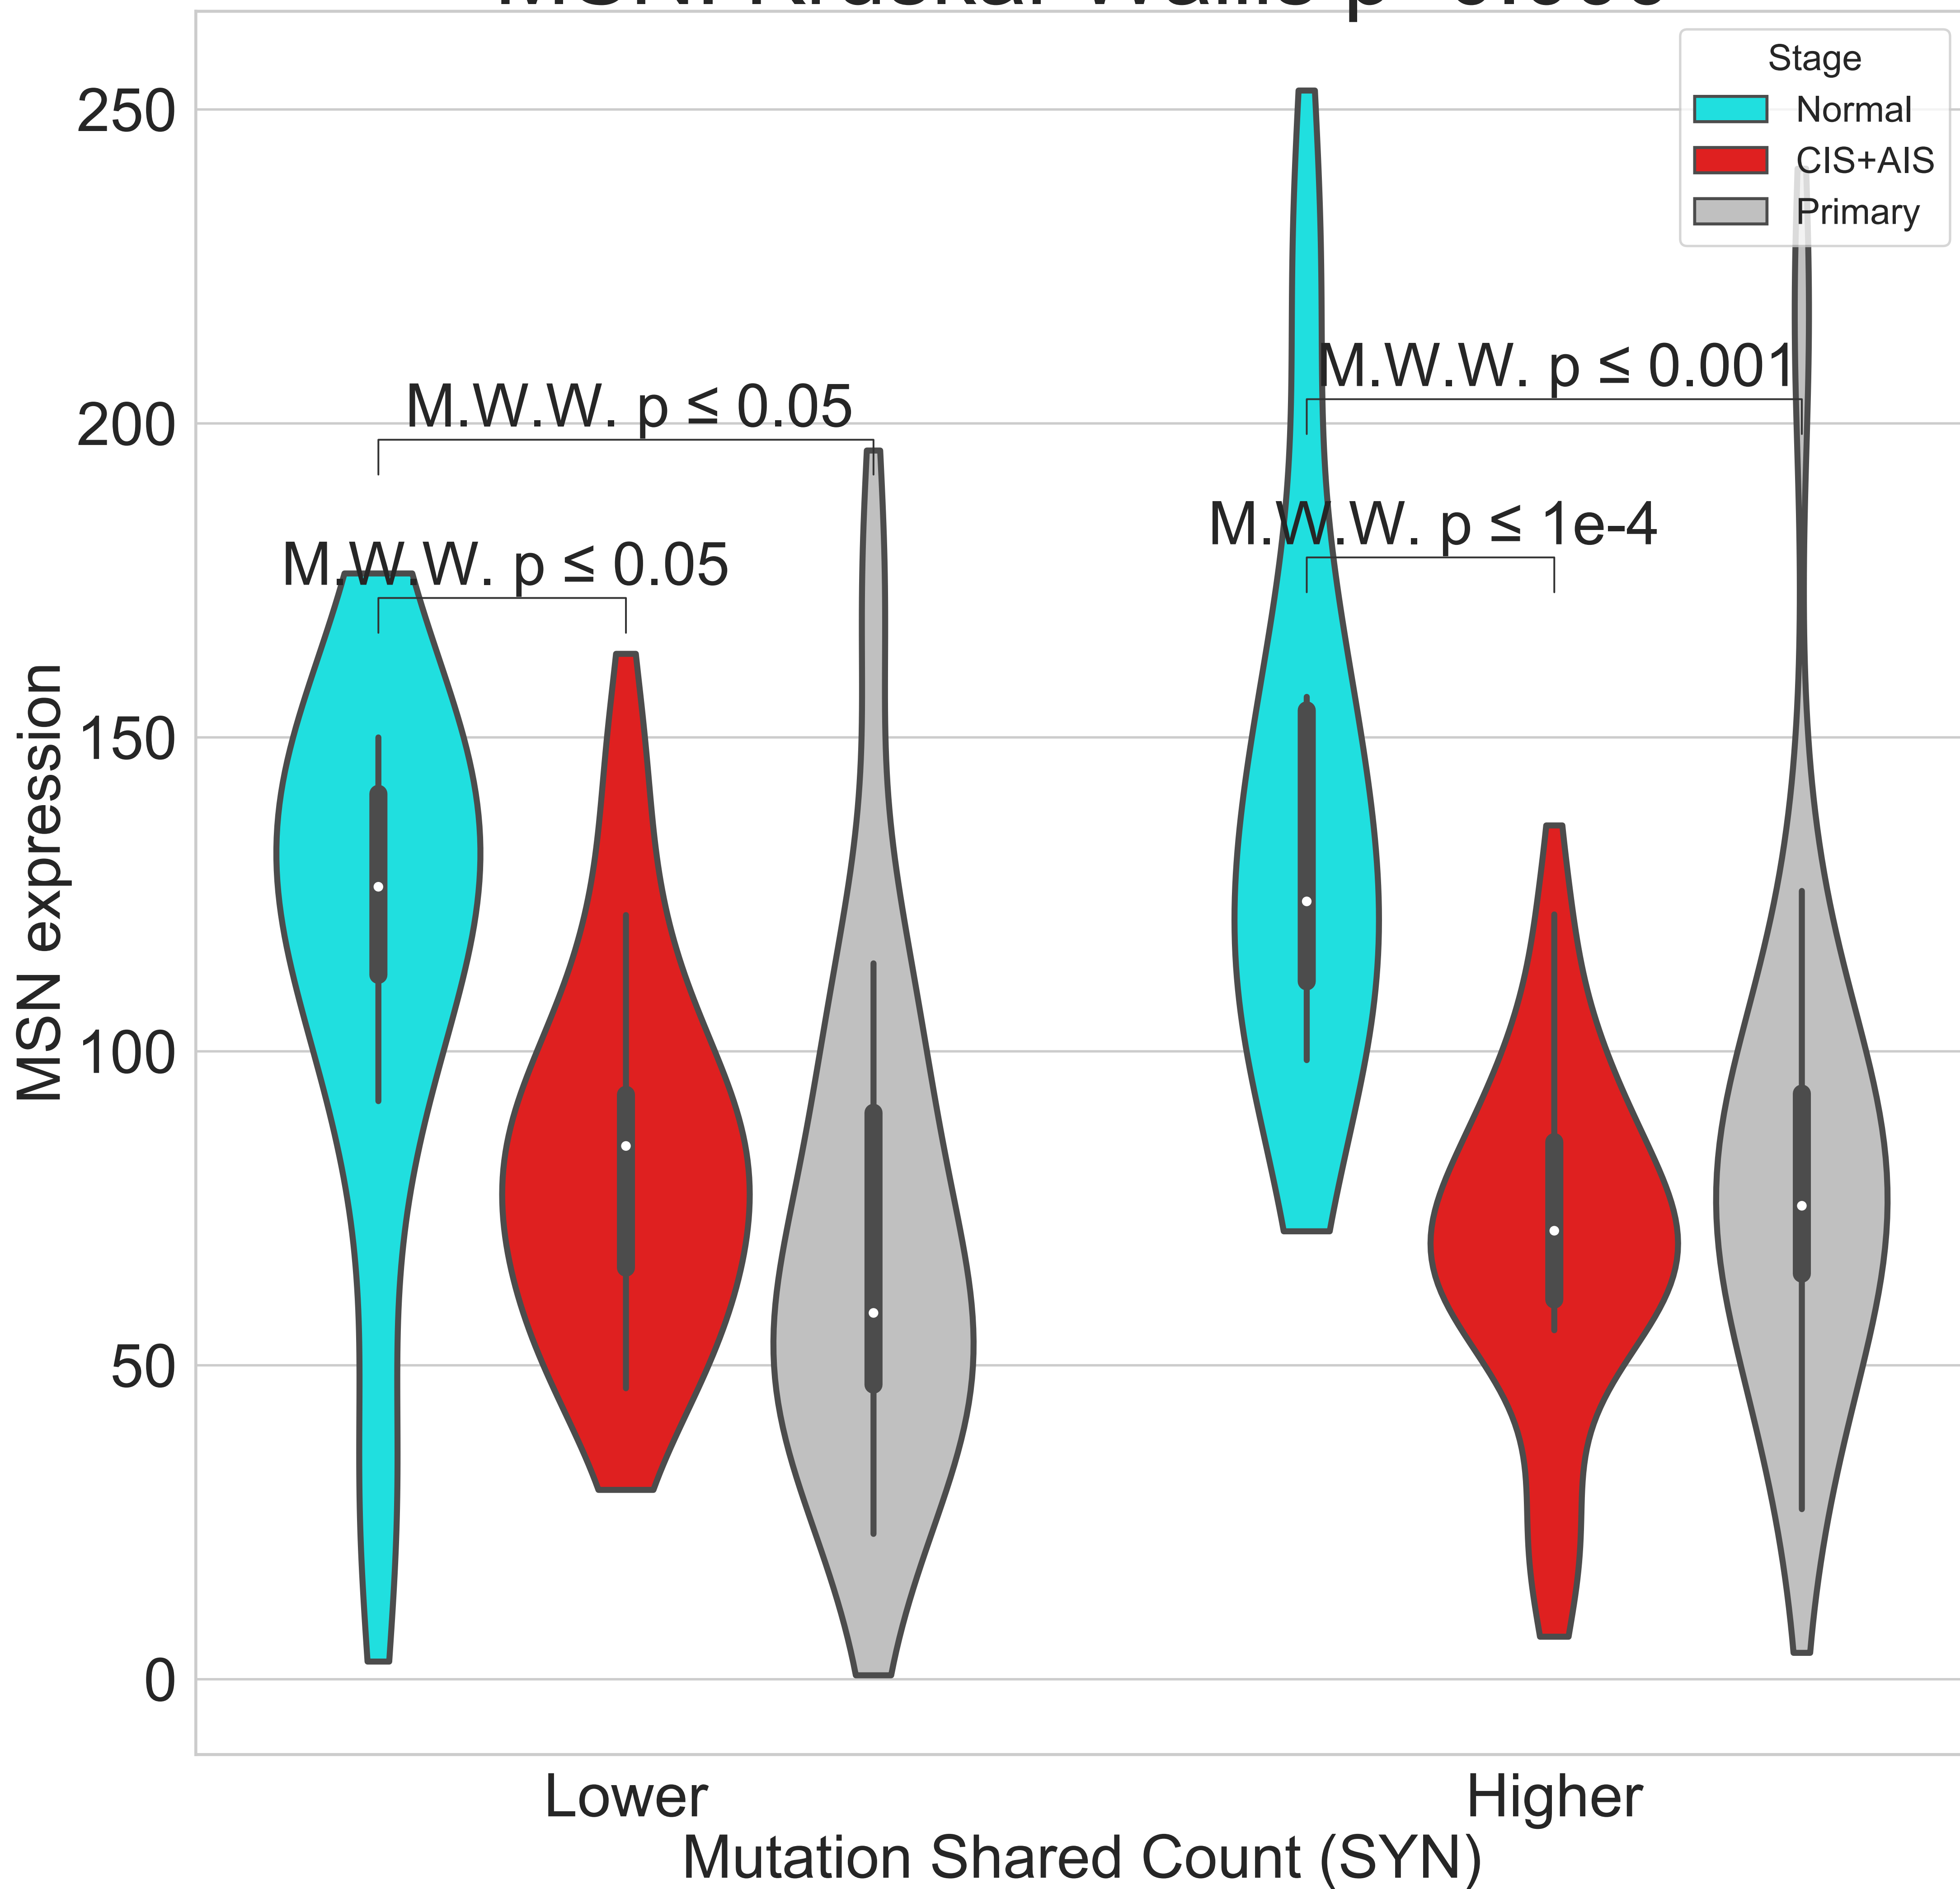 Stage
Normal
CIS+AIS
Primary
250
200
150
100
50
0
MSN expression
M.W.W. p ≤ 0.05
M.W.W. p ≤ 0.05
M.W.W. p ≤ 0.001
M.W.W. p ≤ 1e-4
Lower
Higher
Mutation Shared Count (SYN)